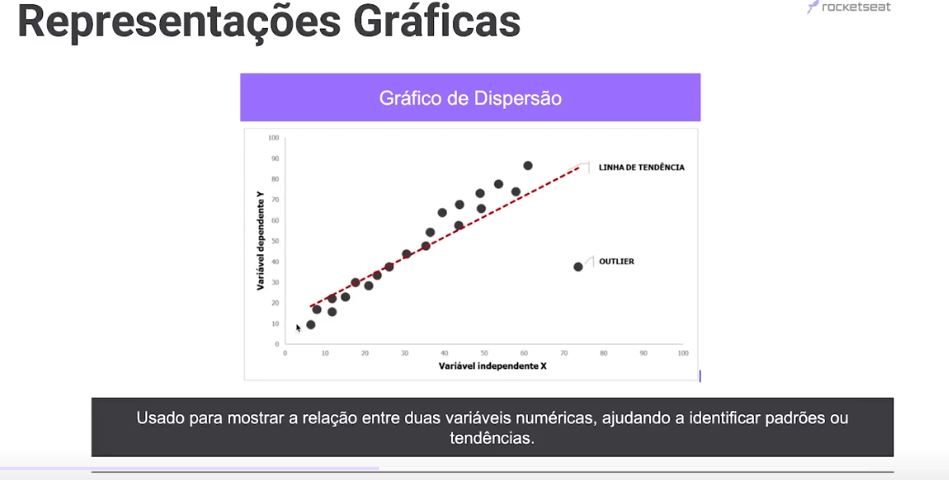 Representações Gráficas
rocketseat
Gráfico de Dispersão
100
90
80
70
60
50
40
30
20
10
0
Variável dependente Y
LINHA DE TENDÊNCIA
OUTLIER
0 10 20 30 40 50 60 70 80 90 100
Variável independente X
Usado para mostrar a relação entre duas variáveis numéricas, ajudando a identificar padrões ou
tendências.